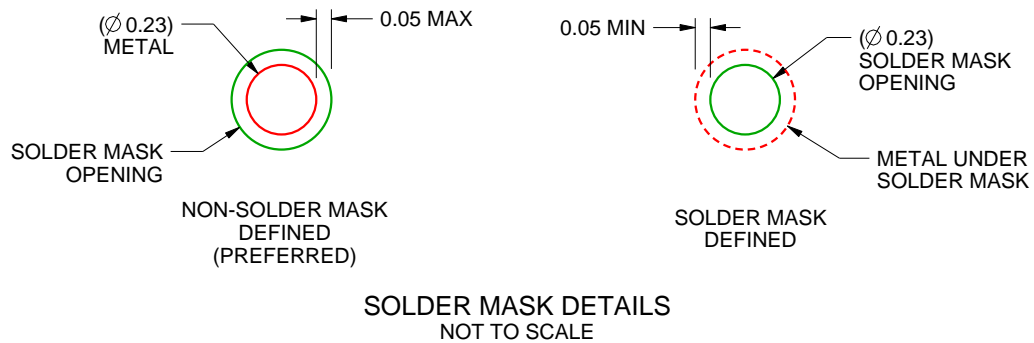 (∅ 0.23)
METAL
0.05 MAX
SOLDER MASK
OPENING
NON-SOLDER MASK
DEFINED
(PREFERRED)
0.05 MIN
(∅ 0.23)
SOLDER MASK
OPENING
METAL UNDER
SOLDER MASK
SOLDER MASK
DEFINED
SOLDER MASK DETAILS
NOT TO SCALE